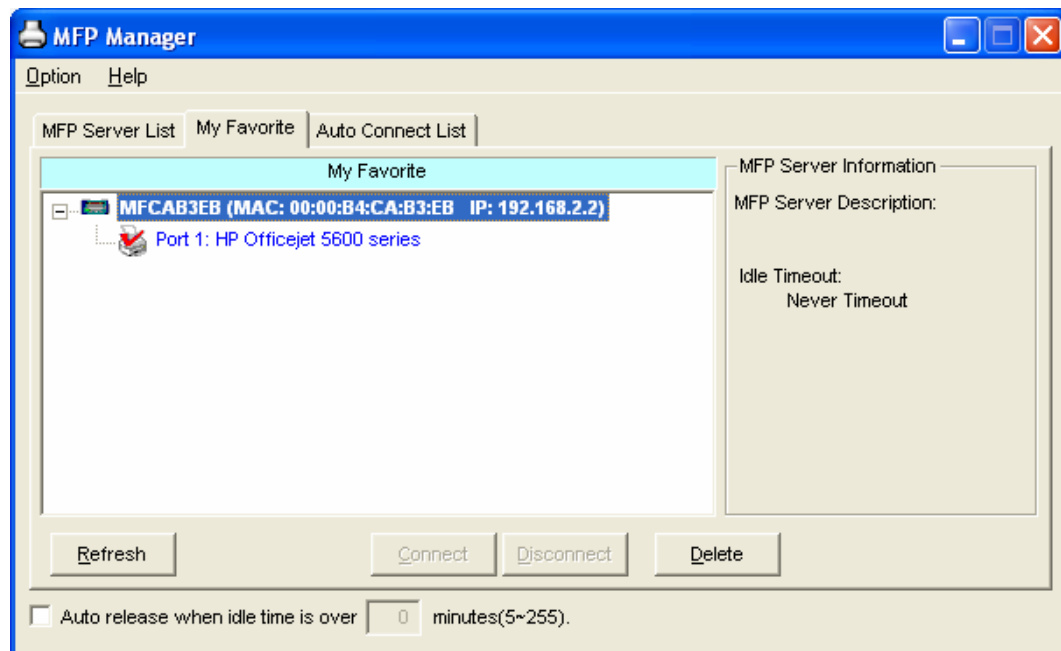 MFP Manager
Option Help
MFP Server List My Favorite Auto Connect List
My Favorite
MFCAB3EB (MAC: 00:00:B4:CA:B3:EB IP: 192.168.2.2)
Port 1: HP Officejet 5600 series
MFP Server Information
MFP Server Description:
Idle Timeout:
Never Timeout
Refresh Connect Disconnect Delete
Auto release when idle time is over 0 minutes(5~255).